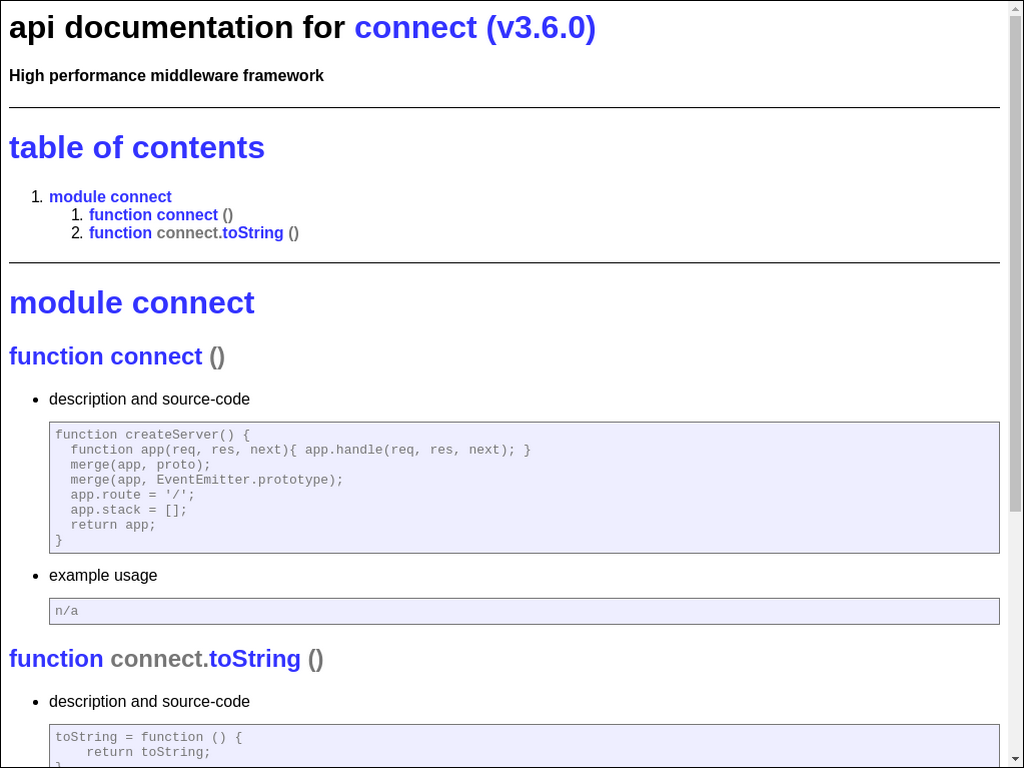 api documentation for connect (v3.6.0)
High performance middleware framework
table of contents
1. module connect
1. function connect ()
2. function connect.toString ()
module connect
function connect ()
• description and source-code
function createServer() {
  function app(req, res, next){ app.handle(req, res, next); }
  merge(app, proto);
  merge(app, EventEmitter.prototype);
  app.route = '/';
  app.stack = [];
  return app;
}
• example usage
n/a
function connect.toString ()
• description and source-code
toString = function () {
    return toString;
}